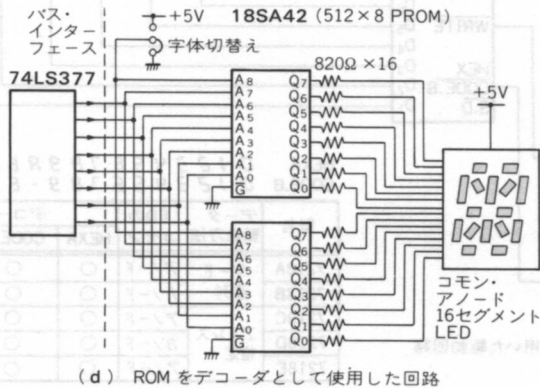 バス・
インター
フェース
+5V
18SA42 (512×8 PROM)
字体切替え
74LS377
820Ω ×16
+5V
A8
A7
A6
A5
A4
A3
A2
A1
A0
G
Q7
Q6
Q5
Q4
Q3
Q2
Q1
Q0
A8
A7
A6
A5
A4
A3
A2
A1
A0
G
Q7
Q6
Q5
Q4
Q3
Q2
Q1
Q0
コモン・
アノード
16セグメント
LED
(d) ROMをデコーダとして使用した回路